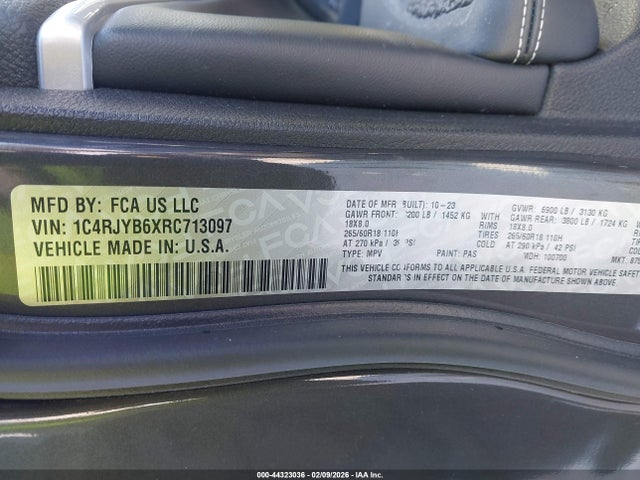 MFD BY: FCA US LLC
VIN: 1C4RJYB6XRC713097
VEHICLE MADE IN: U.S.A.
DATE OF MFR (BUILT): 10-23
GVWR: 6900 LB / 3130 KG
GAWR FRONT: 3200 LB / 1452 KG WITH
GAWR REAR: 3800 LB / 1724 KG
18X8.0 RIMS 18X8.0
265/60R18 110H TIRES 265/60R18 110H
AT 270 kPa / PSI COLD AT 290 kPa / 42 PSI
TYPE: MPV PAINT: PAS MDH: 100700 MKT:
THIS VEHICLE CONFORMS TO ALL APPLICABLE U.S.A. FEDERAL MOTOR VEHICLE SAFETY
STANDARDS IN EFFECT ON THE DATE OF MANUFACTURE SHOWN ABOVE
000-44323036 - 02/09/2026 - IAA Inc.